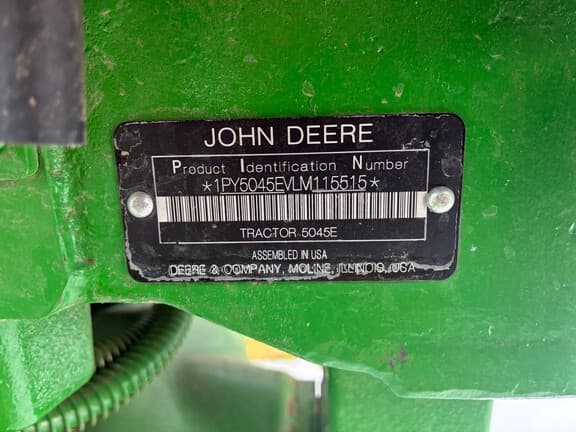 JOHN DEERE
Product Identification Number
*1PY5045EVLM115515*
TRACTOR 5045E
ASSEMBLED IN USA
DEERE & COMPANY, MOLINE, ILLINOIS, USA